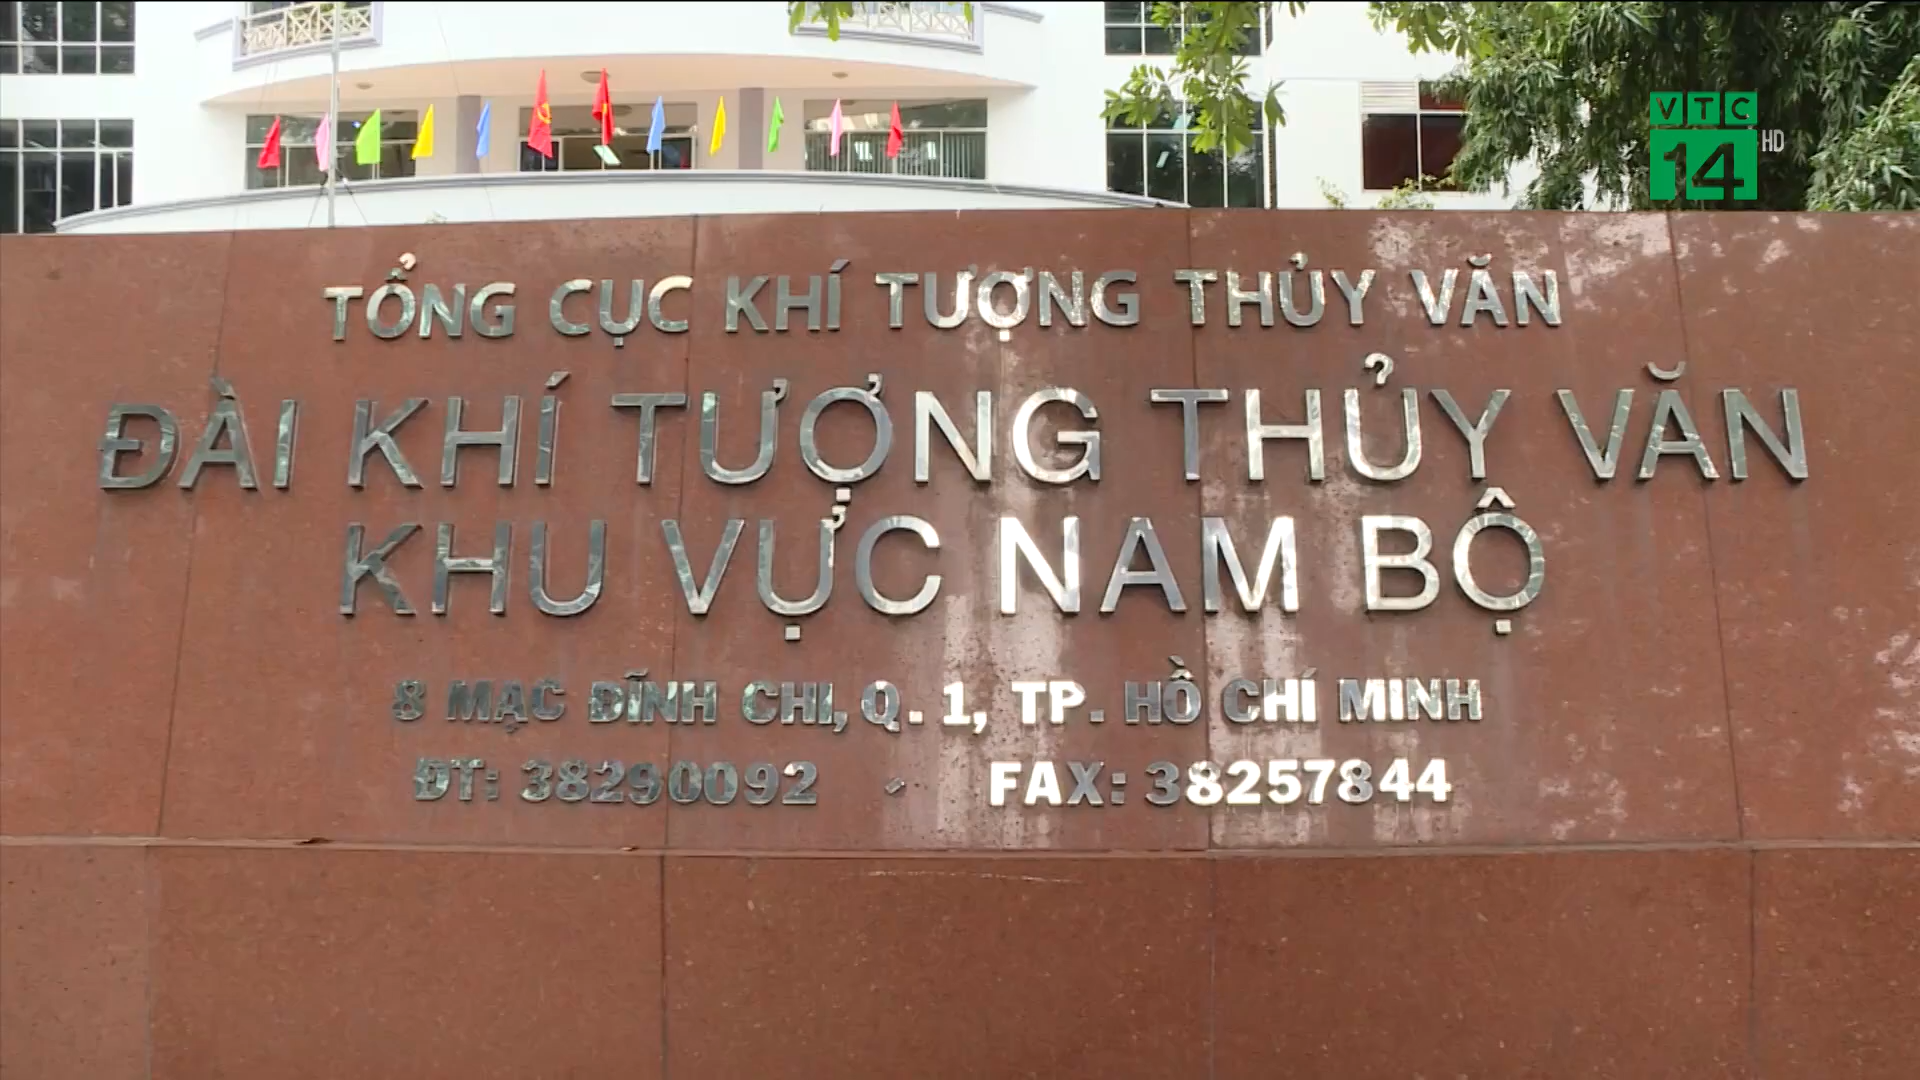 VTC
14 HD
TỔNG CỤC KHÍ TƯỢNG THỦY VĂN
ĐÀI KHÍ TƯỢNG THỦY VĂN
KHU VỰC NAM BỘ
8 MẠC ĐĨNH CHI, Q. 1, TP. HỒ CHÍ MINH
ĐT: 38290092 - FAX: 38257844